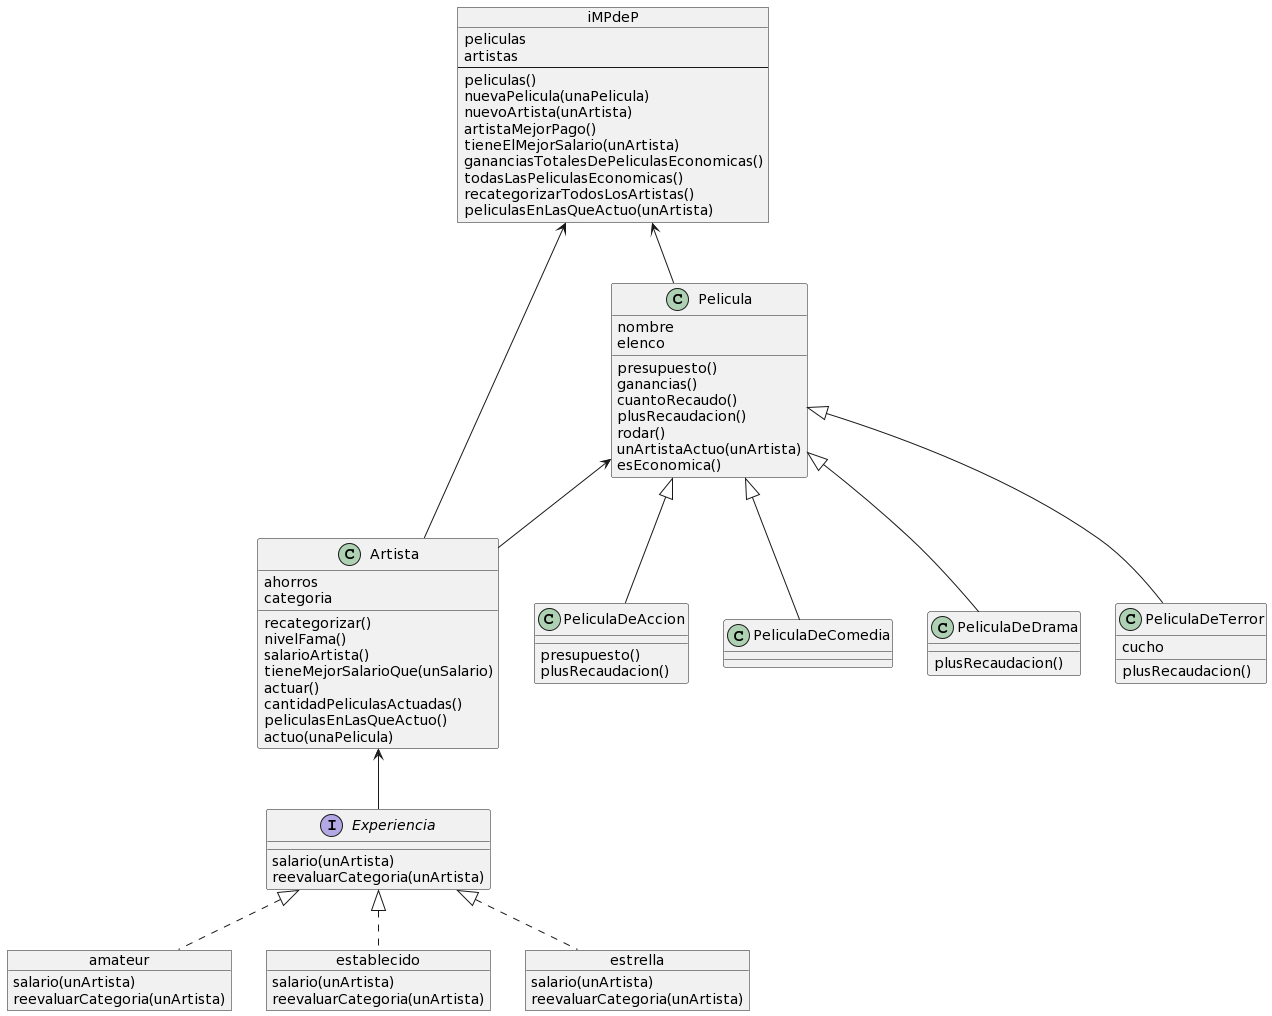 iMPdeP
peliculas
artistas
peliculas()
nuevaPelicula(unaPelicula)
nuevoArtista(unArtista)
artistaMejorPago()
tieneElMejorSalario(unArtista)
gananciasTotalesDePeliculasEconomicas()
todasLasPeliculasEconomicas()
recategorizarTodosLosArtistas()
peliculasEnLasQueActuo(unArtista)
C Pelicula
nombre
elenco
presupuesto()
ganancias()
cuantoRecaudo()
plusRecaudacion()
rodar()
unArtistaActuo(unArtista)
esEconomica()
C Artista
ahorros
categoria
recategorizar()
nivelFama()
salarioArtista()
tieneMejorSalarioQue(unSalario)
actuar()
cantidadPeliculasActuadas()
peliculasEnLasQueActuo()
actuo(unaPelicula)
C PeliculaDeAccion
presupuesto()
plusRecaudacion()
C PeliculaDeComedia
C PeliculaDeDrama
plusRecaudacion()
C PeliculaDeTerror
cucho
plusRecaudacion()
I Experiencia
salario(unArtista)
reevaluarCategoria(unArtista)
amateur
salario(unArtista)
reevaluarCategoria(unArtista)
establecido
salario(unArtista)
reevaluarCategoria(unArtista)
estrella
salario(unArtista)
reevaluarCategoria(unArtista)